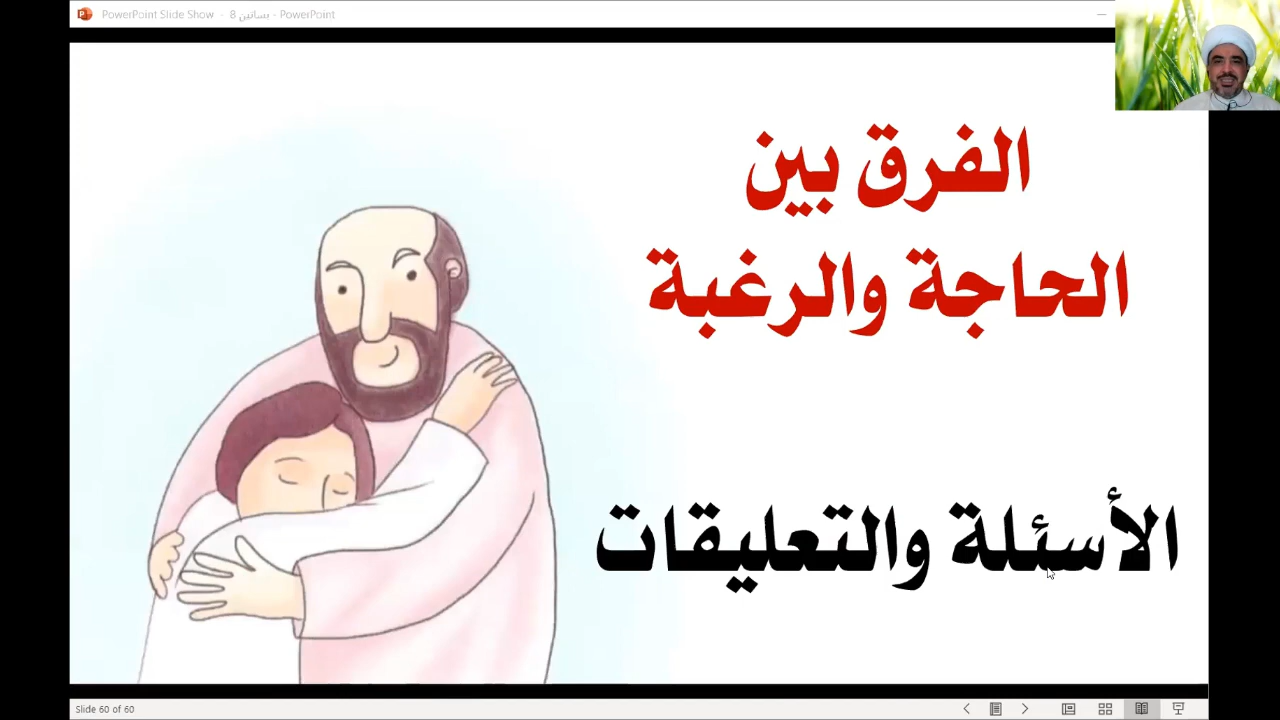 PowerPoint Slide Show - بساتين 8 - PowerPoint
الفرق بين
الحاجة والرغبة
الأسئلة والتعليقات
Slide 60 of 60